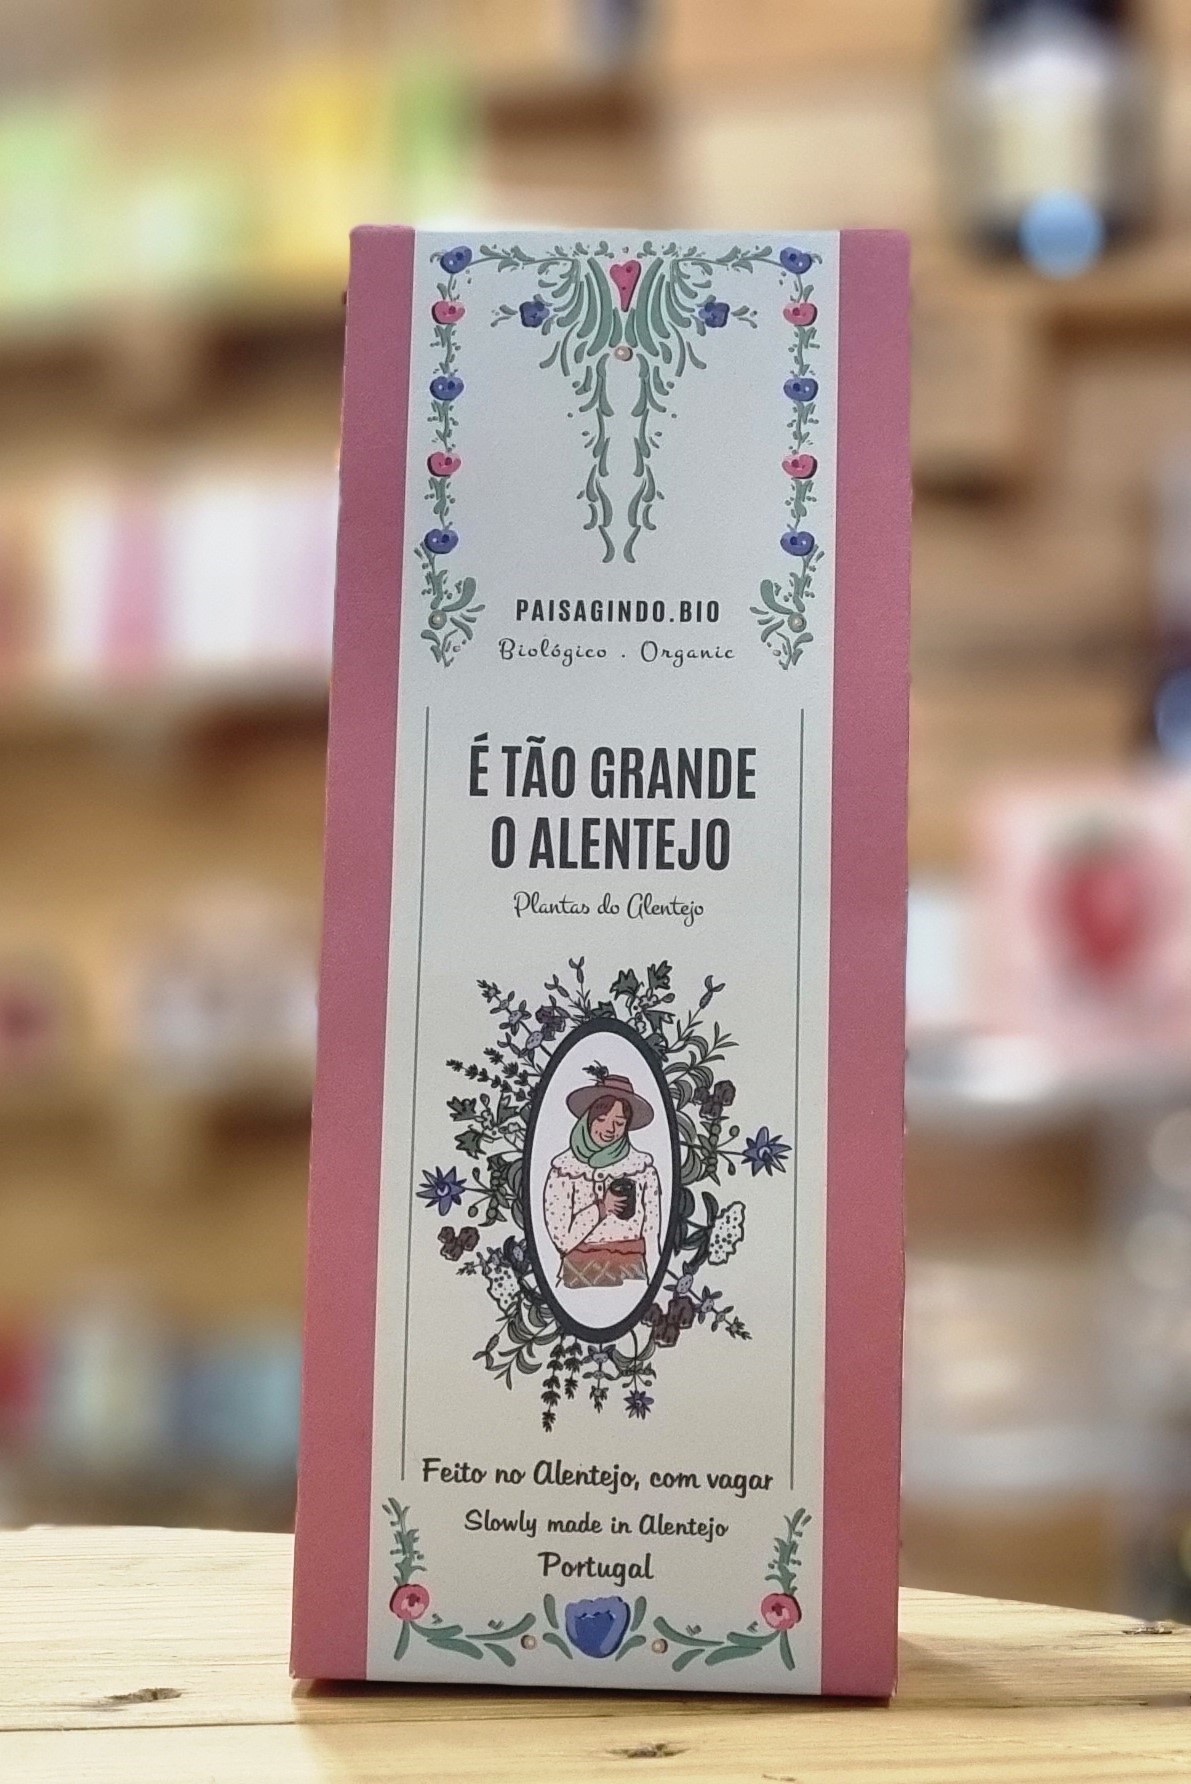 PAISAGINDO.BIO
Biológico . Organic
É TÃO GRANDE
O ALENTEJO
Plantas do Alentejo
Feito no Alentejo, com vagar
Slowly made in Alentejo
Portugal